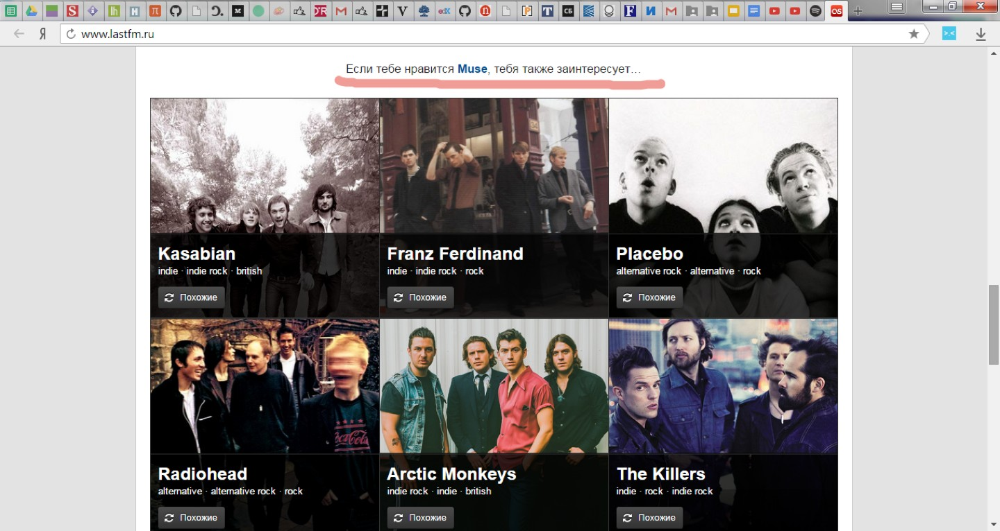 www.lastfm.ru
Если тебе нравится Muse, тебя также заинтересует...
Kasabian
indie · indie rock · british
Похожие
Franz Ferdinand
indie · indie rock · rock
Похожие
Placebo
alternative rock · alternative · rock
Похожие
Radiohead
alternative · alternative rock · rock
Похожие
Arctic Monkeys
indie rock · indie · british
Похожие
The Killers
indie · rock · indie rock
Похожие
Coca-Cola